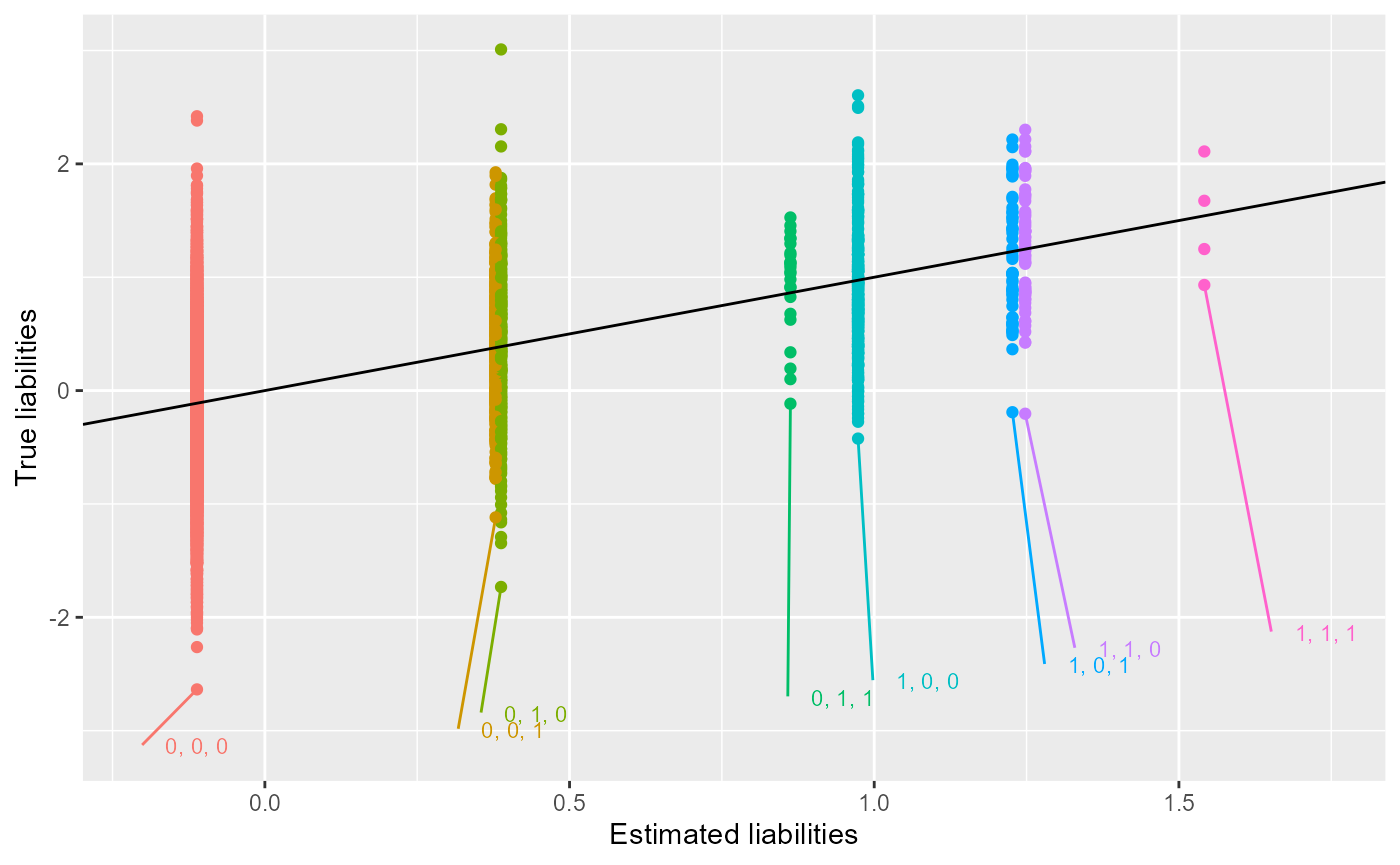 True liabilities
2
0
-2
0, 0, 0
0, 1, 0
0, 0, 1
0, 1, 1
1, 0, 0
1, 1, 0
1, 0, 1
1, 1, 1
0.0
0.5
1.0
1.5
Estimated liabilities